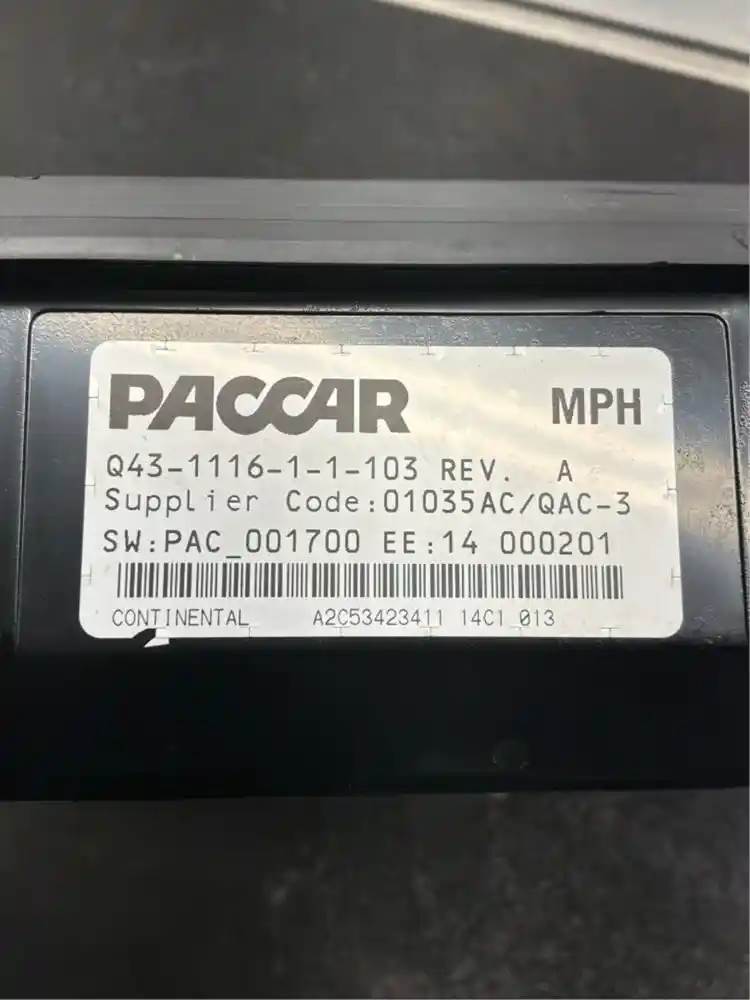 PACCAR MPH
Q43-1116-1-1-103 REV. A
Supplier Code:01035AC/QAC-3
SW:PAC_001700 EE:14 000201
CONTINENTAL A2C53423411 14C1 013